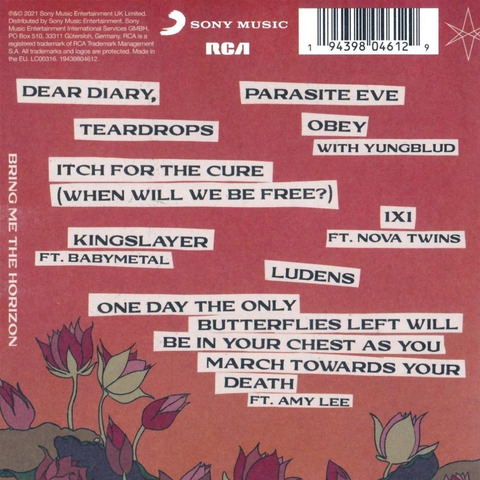 ℗&© 2021 Sony Music Entertainment UK Limited.
Distributed by Sony Music Entertainment. Sony
Music Entertainment International Services GMBH,
PO Box 510, 33311 Gütersloh, Germany. RCA is a
registered trademark of RCA Trademark Management
S.A. All trademarks and logos are protected. Made in
the EU. LC00316. 19439804612
SONY MUSIC
RCA
1 94398 04612 9
DEAR DIARY,
PARASITE EVE
TEARDROPS
OBEY
WITH YUNGBLUD
ITCH FOR THE CURE
(WHEN WILL WE BE FREE?)
1X1
FT. NOVA TWINS
KINGSLAYER
FT. BABYMETAL
LUDENS
ONE DAY THE ONLY
BUTTERFLIES LEFT WILL
BE IN YOUR CHEST AS YOU
MARCH TOWARDS YOUR
DEATH
FT. AMY LEE
BRING ME THE HORIZON